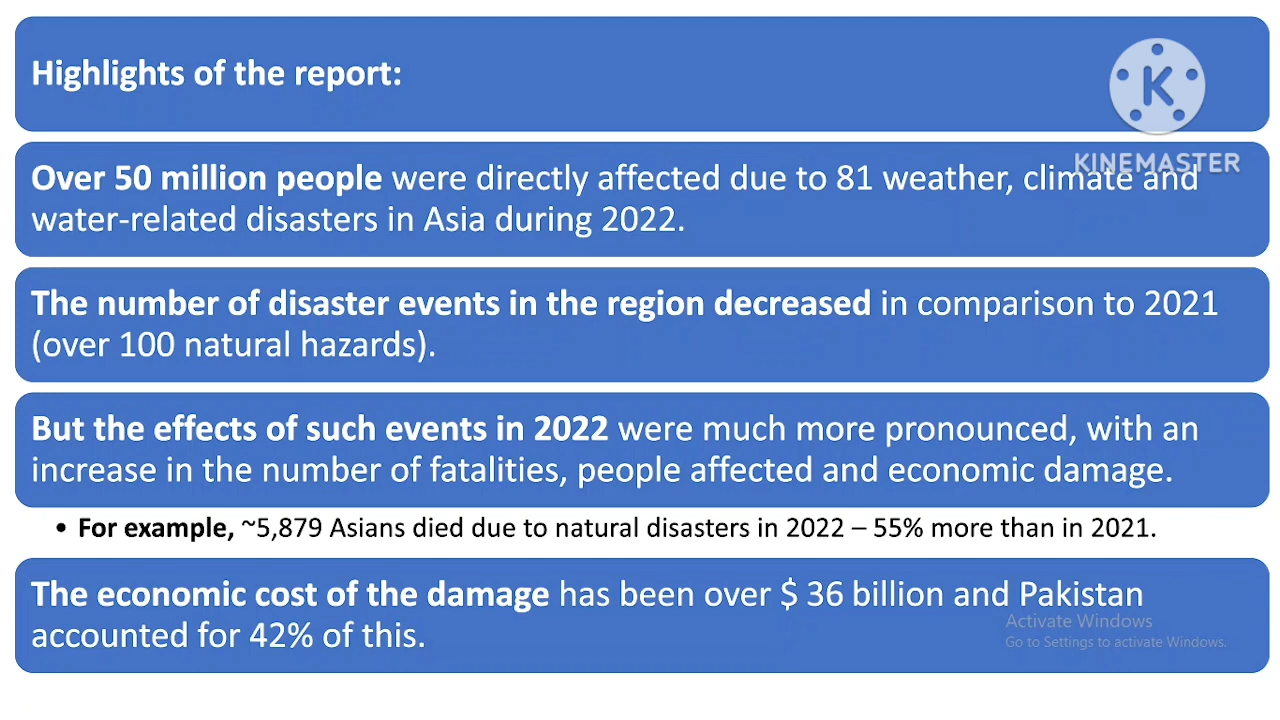 Highlights of the report:
K
KINEMASTER
Over 50 million people were directly affected due to 81 weather, climate and
water-related disasters in Asia during 2022.
The number of disaster events in the region decreased in comparison to 2021
(over 100 natural hazards).
But the effects of such events in 2022 were much more pronounced, with an
increase in the number of fatalities, people affected and economic damage.
• For example, ~5,879 Asians died due to natural disasters in 2022 – 55% more than in 2021.
The economic cost of the damage has been over $ 36 billion and Pakistan
accounted for 42% of this.
Activate Windows
Go to Settings to activate Windows.